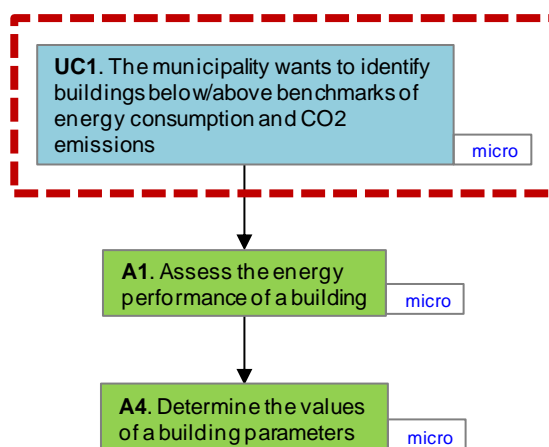 UC1. The municipality wants to identify
buildings below/above benchmarks of
energy consumption and CO2
emissions
micro
A1. Assess the energy
performance of a building
micro
A4. Determine the values
of a building parameters
micro